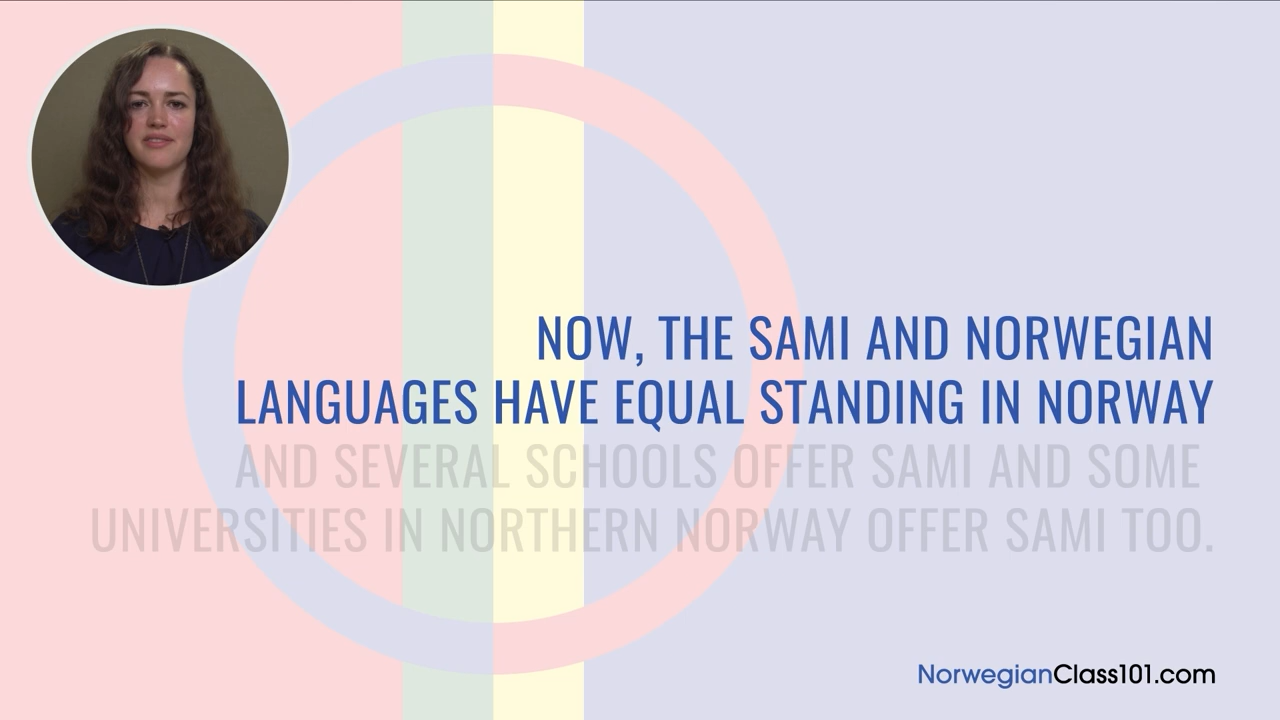 NOW, THE SAMI AND NORWEGIAN
LANGUAGES HAVE EQUAL STANDING IN NORWAY
AND SEVERAL SCHOOLS OFFER SAMI AND SOME
UNIVERSITIES IN NORTHERN NORWAY OFFER SAMI TOO.
NorwegianClass101.com